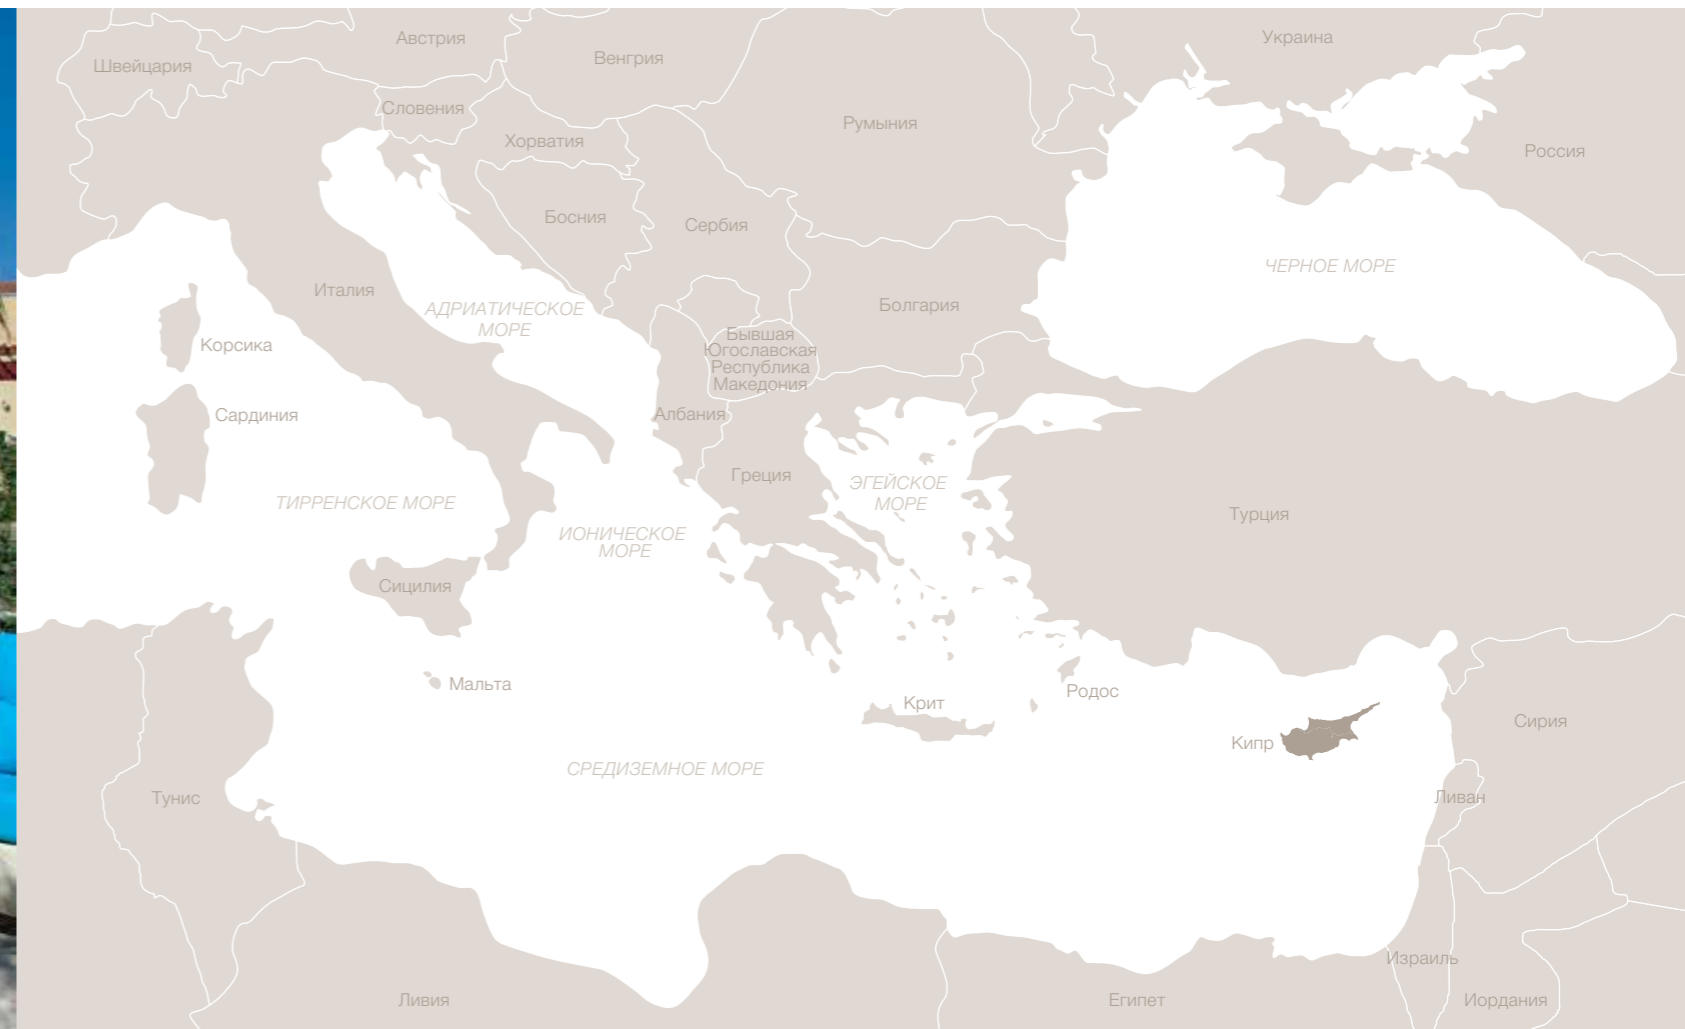 Украина
Австрия
Венгрия
Швейцария
Словения
Румыния
Хорватия
Россия
Босния
Сербия
ЧЕРНОЕ МОРЕ
Италия
АДРИАТИЧЕСКОЕ
МОРЕ
Болгария
Бывшая
Югославская
Республика
Македония
Корсика
Сардиния
Албания
Греция
ЭГЕЙСКОЕ
МОРЕ
ТИРРЕНСКОЕ МОРЕ
Турция
ИОНИЧЕСКОЕ
МОРЕ
Сицилия
Мальта
Родос
Крит
Сирия
Кипр
СРЕДИЗЕМНОЕ МОРЕ
Тунис
Ливан
Израиль
Ливия
Египет
Иордания